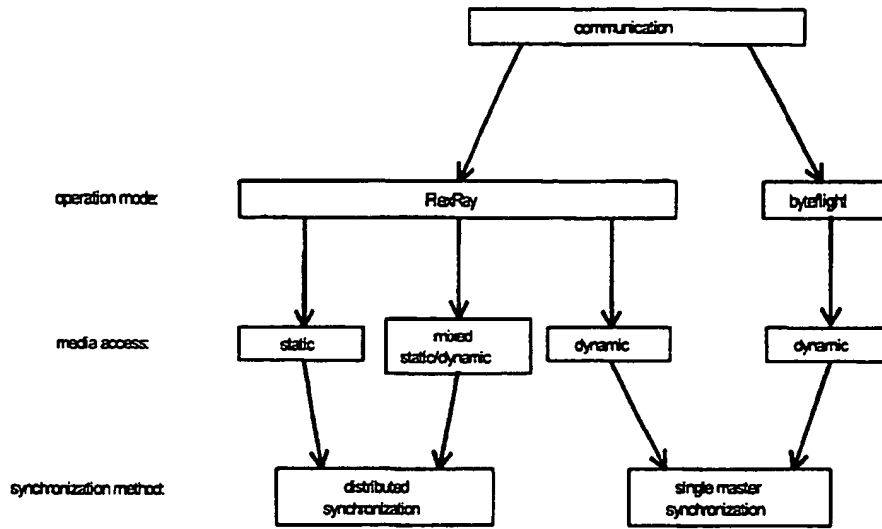 communication
operation mode:
FlexRay
byteflight
media access:
static
mixed
static/dynamic
dynamic
dynamic
synchronization method:
distributed
synchronization
single master
synchronization